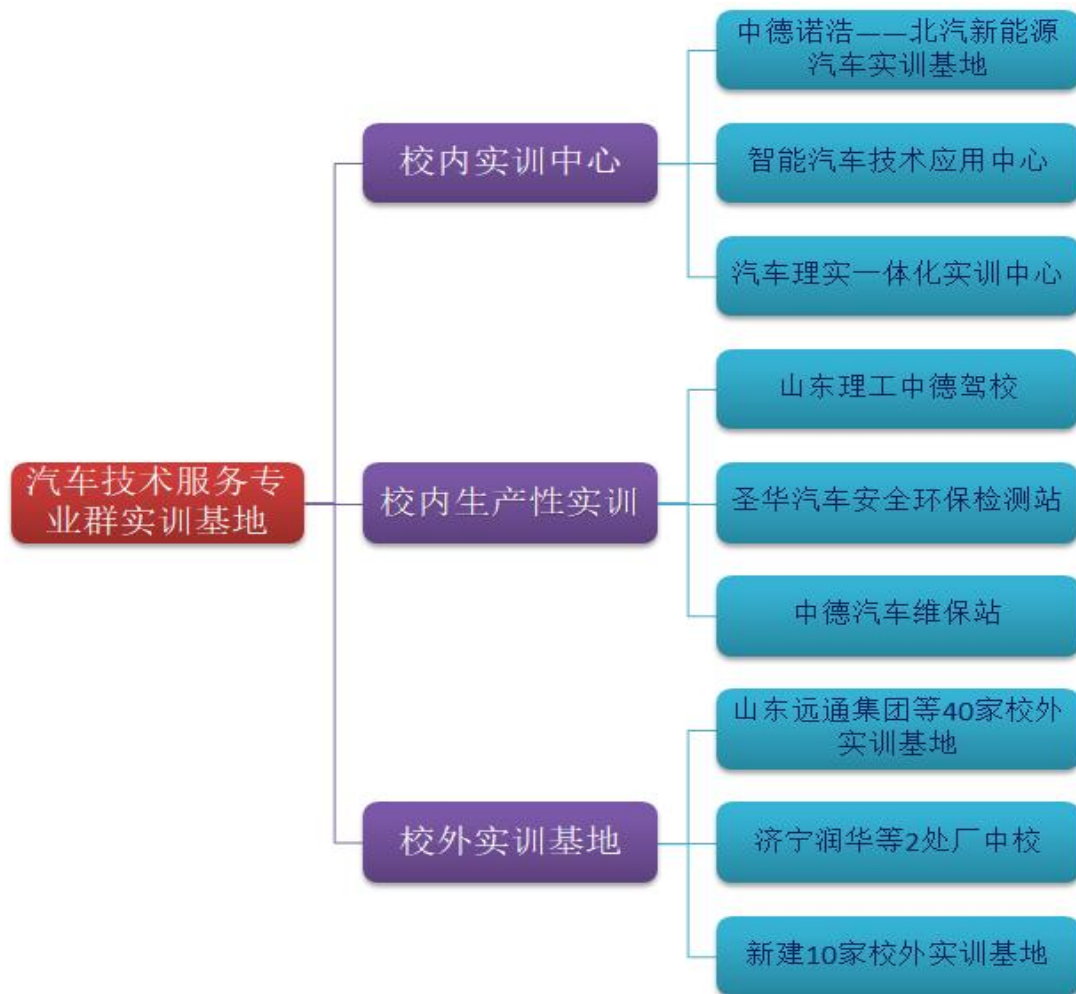 汽车技术服务专
业群实训基地
校内实训中心
中德诺浩——北汽新能源
汽车实训基地
智能汽车技术应用中心
汽车理实一体化实训中心
校内生产性实训
山东理工中德驾校
圣华汽车安全环保检测站
中德汽车维保站
校外实训基地
山东远通集团等40家校外
实训基地
济宁润华等2处厂中校
新建10家校外实训基地